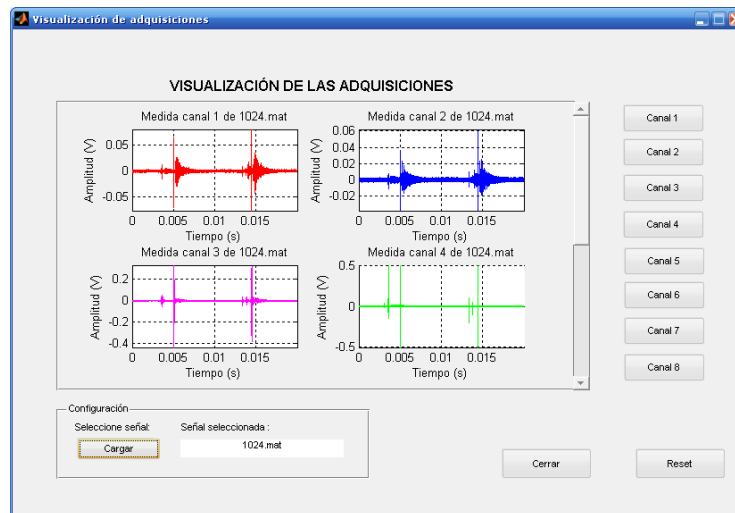 Visualización de adquisiciones
VISUALIZACIÓN DE LAS ADQUISICIONES
Medida canal 1 de 1024.mat
Amplitud (V)
0.05
0
-0.05
0 0.005 0.01 0.015
Tiempo (s)
Medida canal 2 de 1024.mat
Amplitud (V)
0.06
0.04
0.02
0
-0.02
0 0.005 0.01 0.015
Tiempo (s)
Medida canal 3 de 1024.mat
Amplitud (V)
0.2
0
-0.2
-0.4
0 0.005 0.01 0.015
Tiempo (s)
Medida canal 4 de 1024.mat
Amplitud (V)
0.5
0
-0.5
0 0.005 0.01 0.015
Tiempo (s)
Canal 1
Canal 2
Canal 3
Canal 4
Canal 5
Canal 6
Canal 7
Canal 8
Configuración
Seleccione señal:
Señal seleccionada :
Cargar
1024.mat
Cerrar
Reset